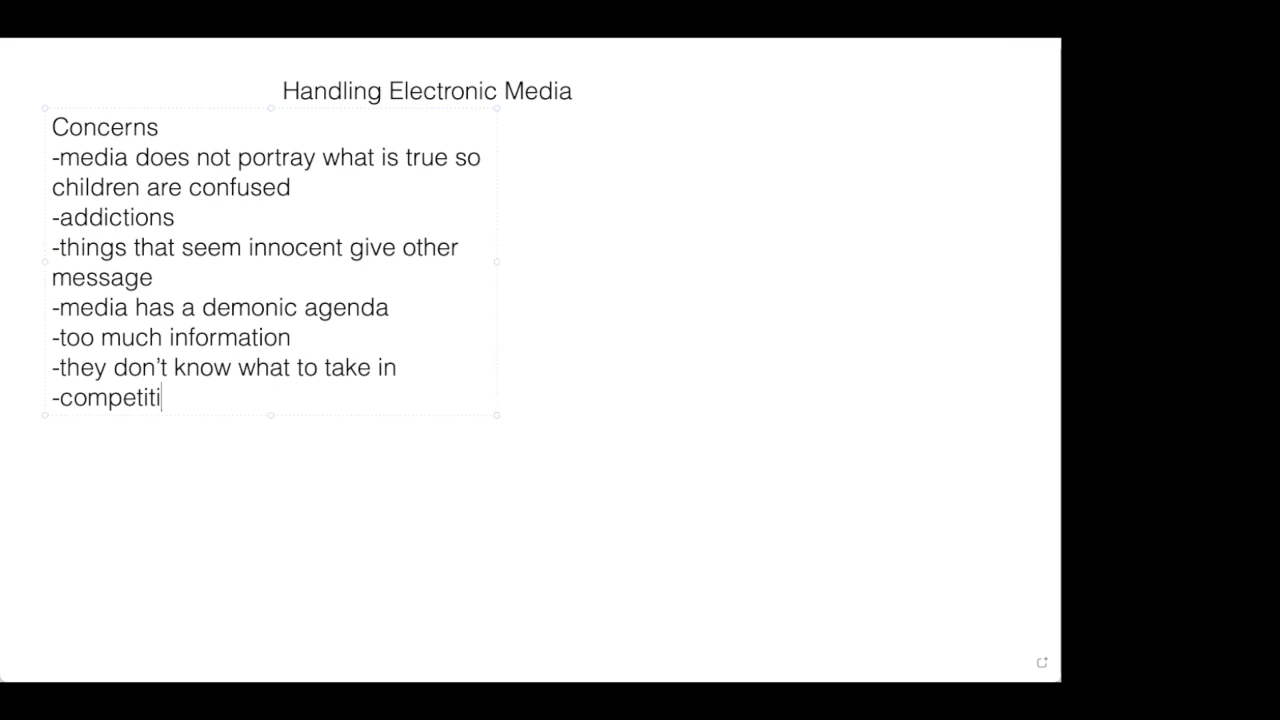 Handling Electronic Media
Concerns
-media does not portray what is true so
children are confused
-addictions
-things that seem innocent give other
message
-media has a demonic agenda
-too much information
-they don’t know what to take in
-competiti